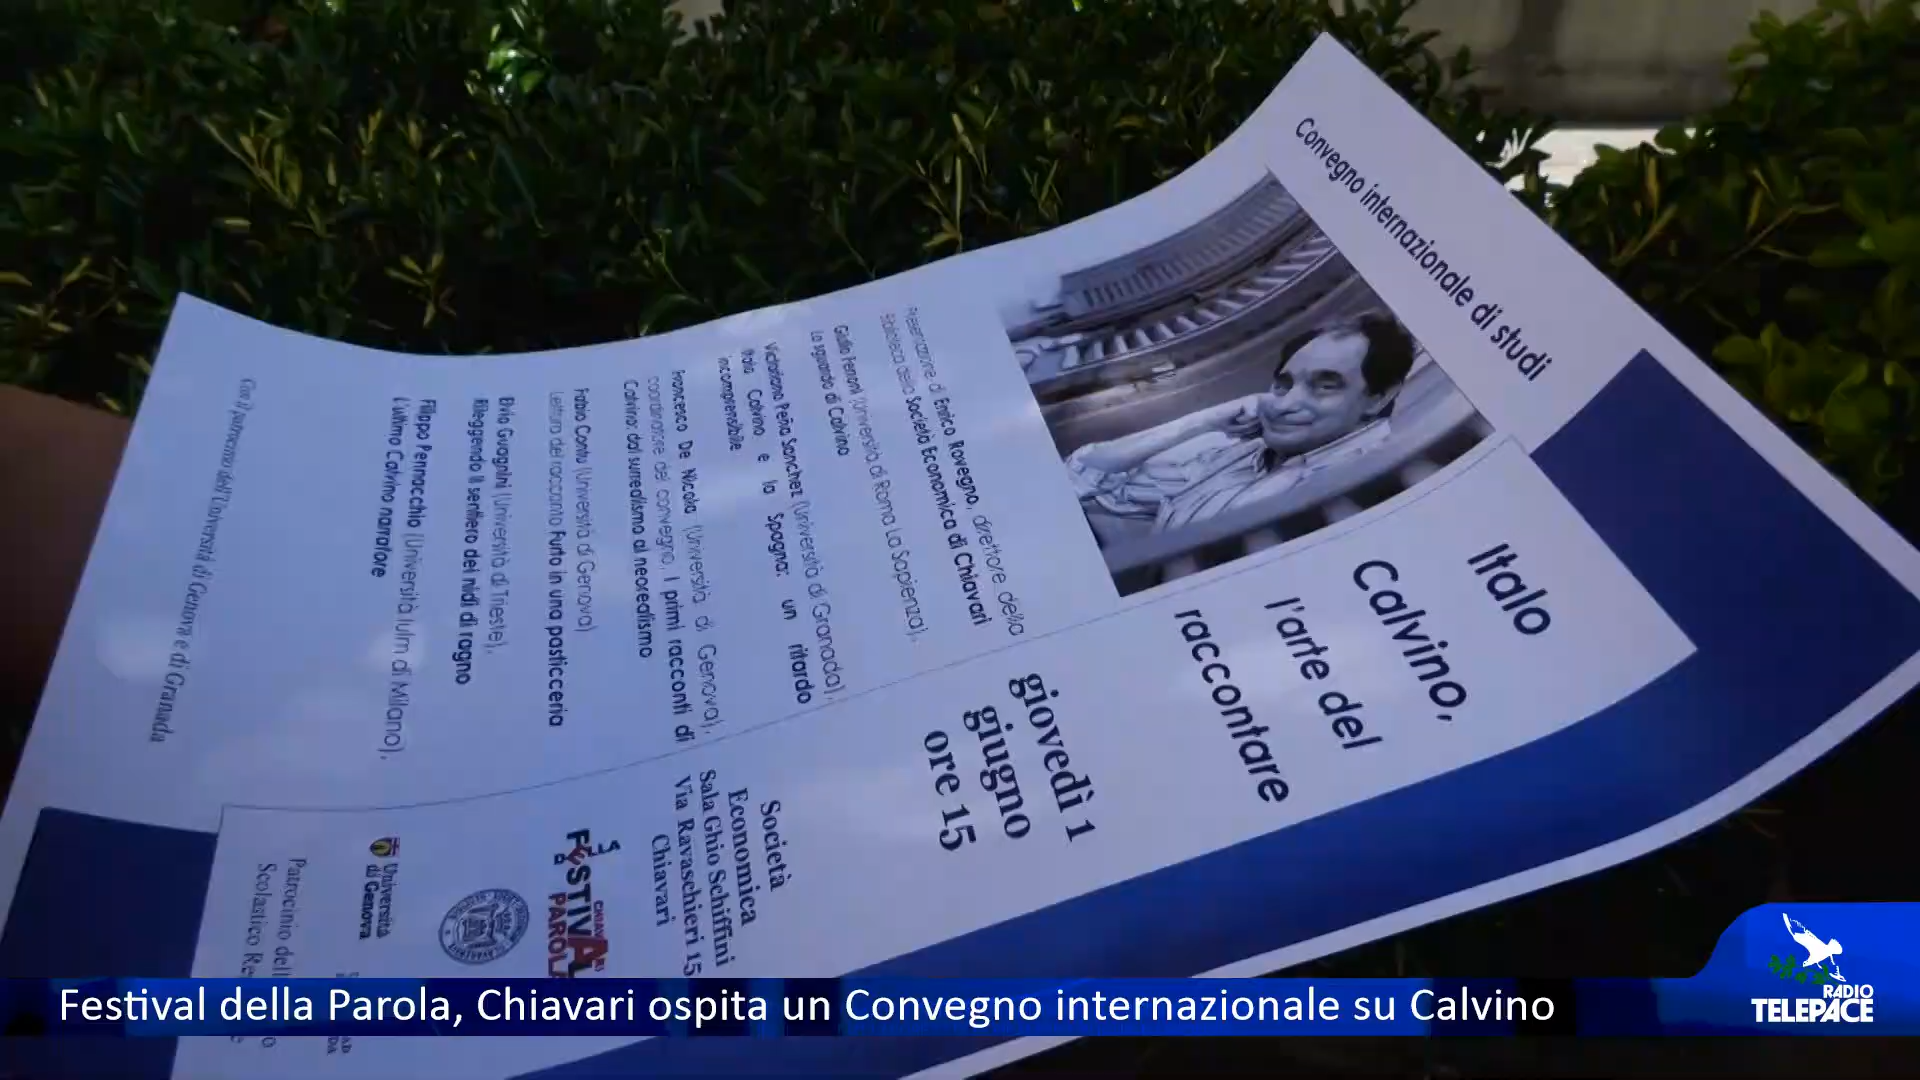 Convegno internazionale di studi
Italo
Calvino,
l'arte del
raccontare
Presentazione di Enrico Rovegno, direttore della
Biblioteca della Società Economica di Chiavari
Giulio Ferroni (Università di Roma La Sapienza),
Lo sguardo di Calvino
Victoriano Peña Sanchez (Università di Granada),
Italo Calvino e la Spagna: un ritardo
incomprensibile
Francesco De Nicola (Università di Genova),
coordinatore del convegno, I primi racconti di
Calvino: dal surrealismo al neorealismo
Fabio Contu (Università di Genova)
Lettura del racconto Furto in una pasticceria
Elvio Guagnini (Università di Trieste),
Rileggendo Il sentiero dei nidi di ragno
Filippo Pennacchio (Università Iulm di Milano),
L'ultimo Calvino narratore
Con il patrocinio dell'Università di Genova e di Granada
giovedì 1
giugno
ore 15
Società
Economica
Sala Ghio Schiffini
Via Ravaschieri 15
Chiavari
FESTIVAL
CHIAVARI
PAROLA
Università
di Genova
Patrocinio dell
Scolastico Re
Festival della Parola, Chiavari ospita un Convegno internazionale su Calvino
RADIO
TELEPACE